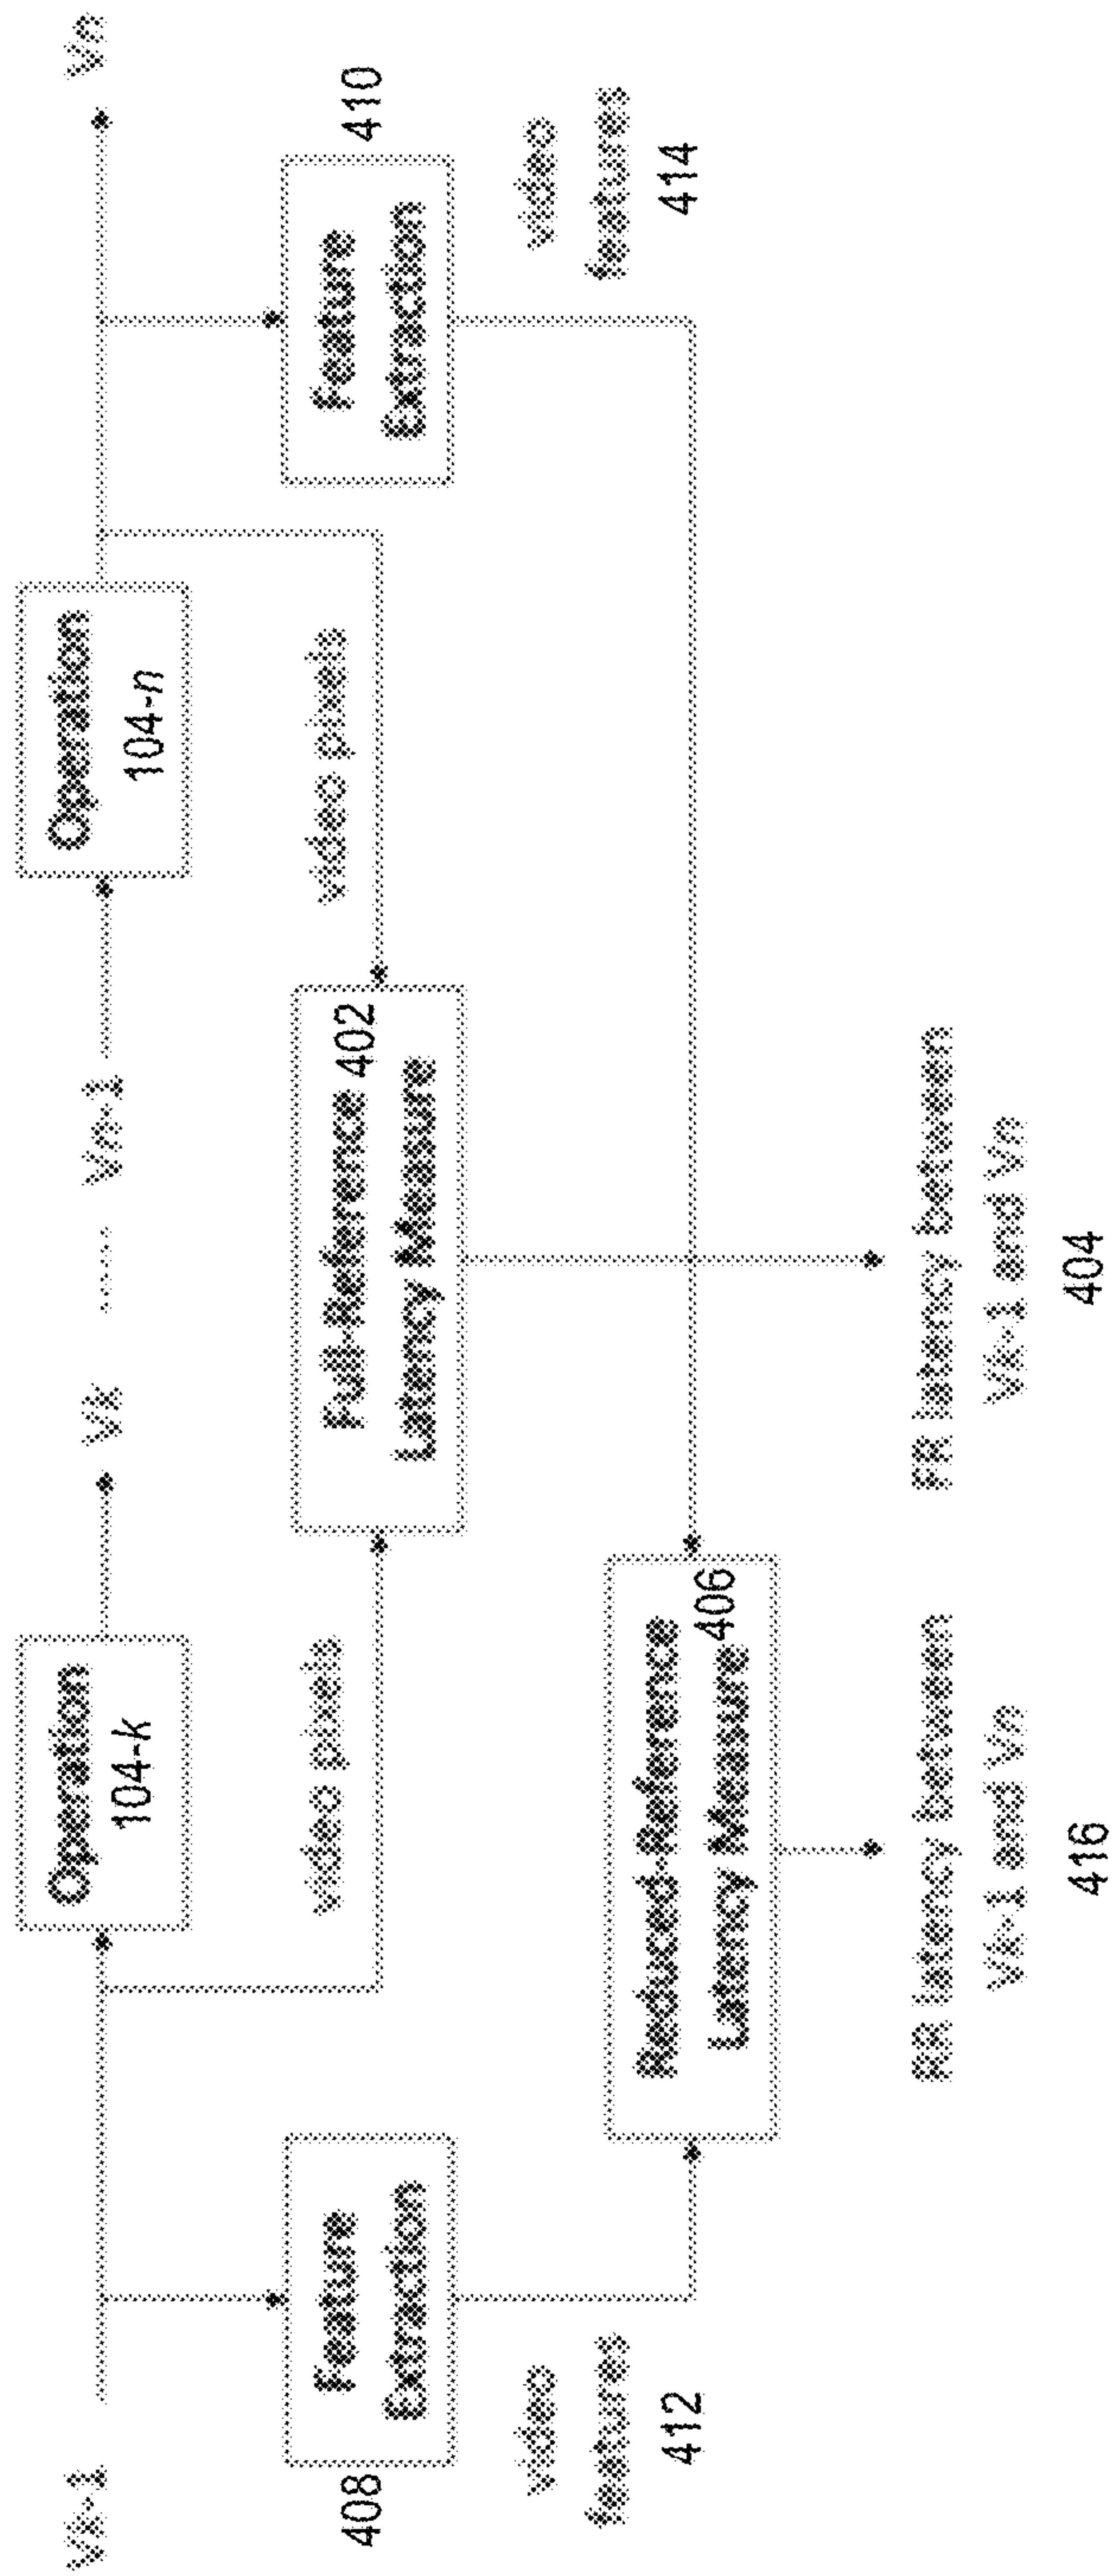 Vk-1
Operation
104-k
Vk
.....
Vn-1
Operation
104-n
Vn
408
Feature
Extraction
video pixels
Full-Reference 402
Latency Measure
video pixels
Feature
Extraction
410
video
features
412
Reduced-Reference
Latency Measure 406
video
features
414
RR latency between
Vk-1 and Vn
416
FR latency between
Vk-1 and Vn
404